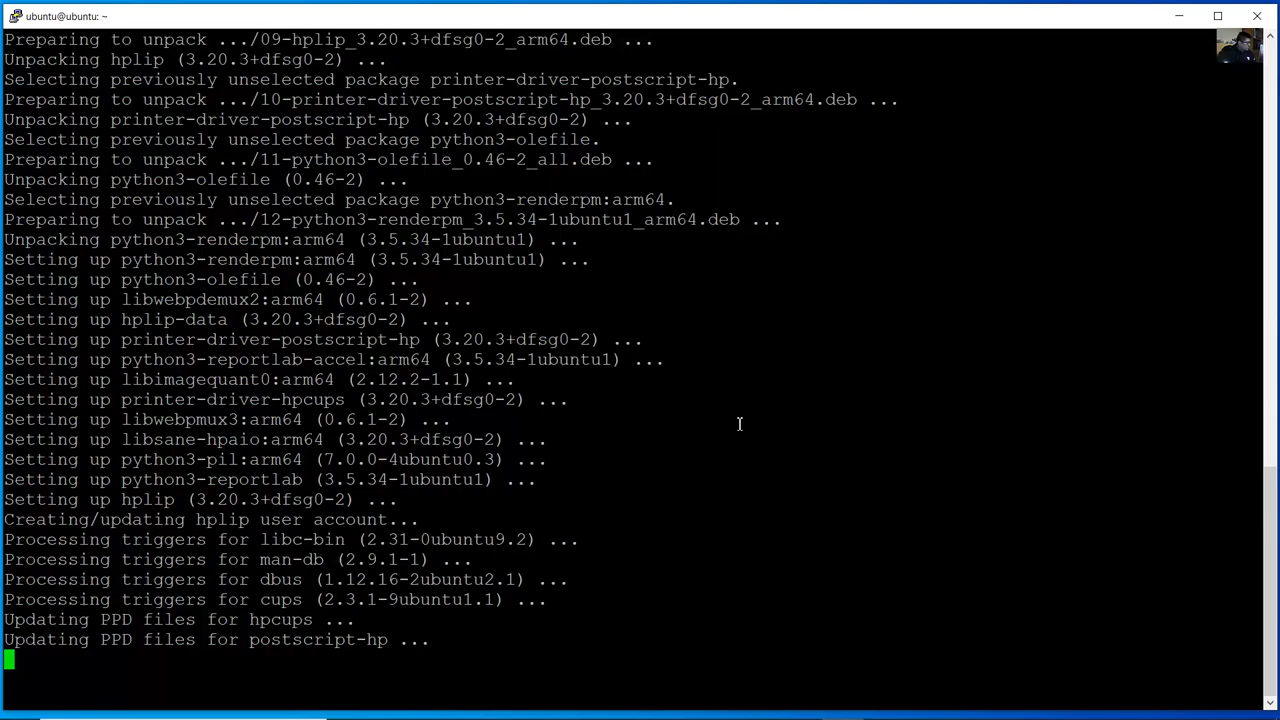 ubuntu@ubuntu: ~
Preparing to unpack .../09-hplip_3.20.3+dfsg0-2_arm64.deb ...
Unpacking hplip (3.20.3+dfsg0-2) ...
Selecting previously unselected package printer-driver-postscript-hp.
Preparing to unpack .../10-printer-driver-postscript-hp_3.20.3+dfsg0-2_arm64.deb ...
Unpacking printer-driver-postscript-hp (3.20.3+dfsg0-2) ...
Selecting previously unselected package python3-olefile.
Preparing to unpack .../11-python3-olefile_0.46-2_all.deb ...
Unpacking python3-olefile (0.46-2) ...
Selecting previously unselected package python3-renderpm:arm64.
Preparing to unpack .../12-python3-renderpm_3.5.34-1ubuntu1_arm64.deb ...
Unpacking python3-renderpm:arm64 (3.5.34-1ubuntu1) ...
Setting up python3-renderpm:arm64 (3.5.34-1ubuntu1) ...
Setting up python3-olefile (0.46-2) ...
Setting up libwebpdemux2:arm64 (0.6.1-2) ...
Setting up hplip-data (3.20.3+dfsg0-2) ...
Setting up printer-driver-postscript-hp (3.20.3+dfsg0-2) ...
Setting up python3-reportlab-accel:arm64 (3.5.34-1ubuntu1) ...
Setting up libimagequant0:arm64 (2.12.2-1.1) ...
Setting up printer-driver-hpcups (3.20.3+dfsg0-2) ...
Setting up libwebpmux3:arm64 (0.6.1-2) ...
Setting up libsane-hpaio:arm64 (3.20.3+dfsg0-2) ...
Setting up python3-pil:arm64 (7.0.0-4ubuntu0.3) ...
Setting up python3-reportlab (3.5.34-1ubuntu1) ...
Setting up hplip (3.20.3+dfsg0-2) ...
Creating/updating hplip user account...
Processing triggers for libc-bin (2.31-0ubuntu9.2) ...
Processing triggers for man-db (2.9.1-1) ...
Processing triggers for dbus (1.12.16-2ubuntu2.1) ...
Processing triggers for cups (2.3.1-9ubuntu1.1) ...
Updating PPD files for hpcups ...
Updating PPD files for postscript-hp ...